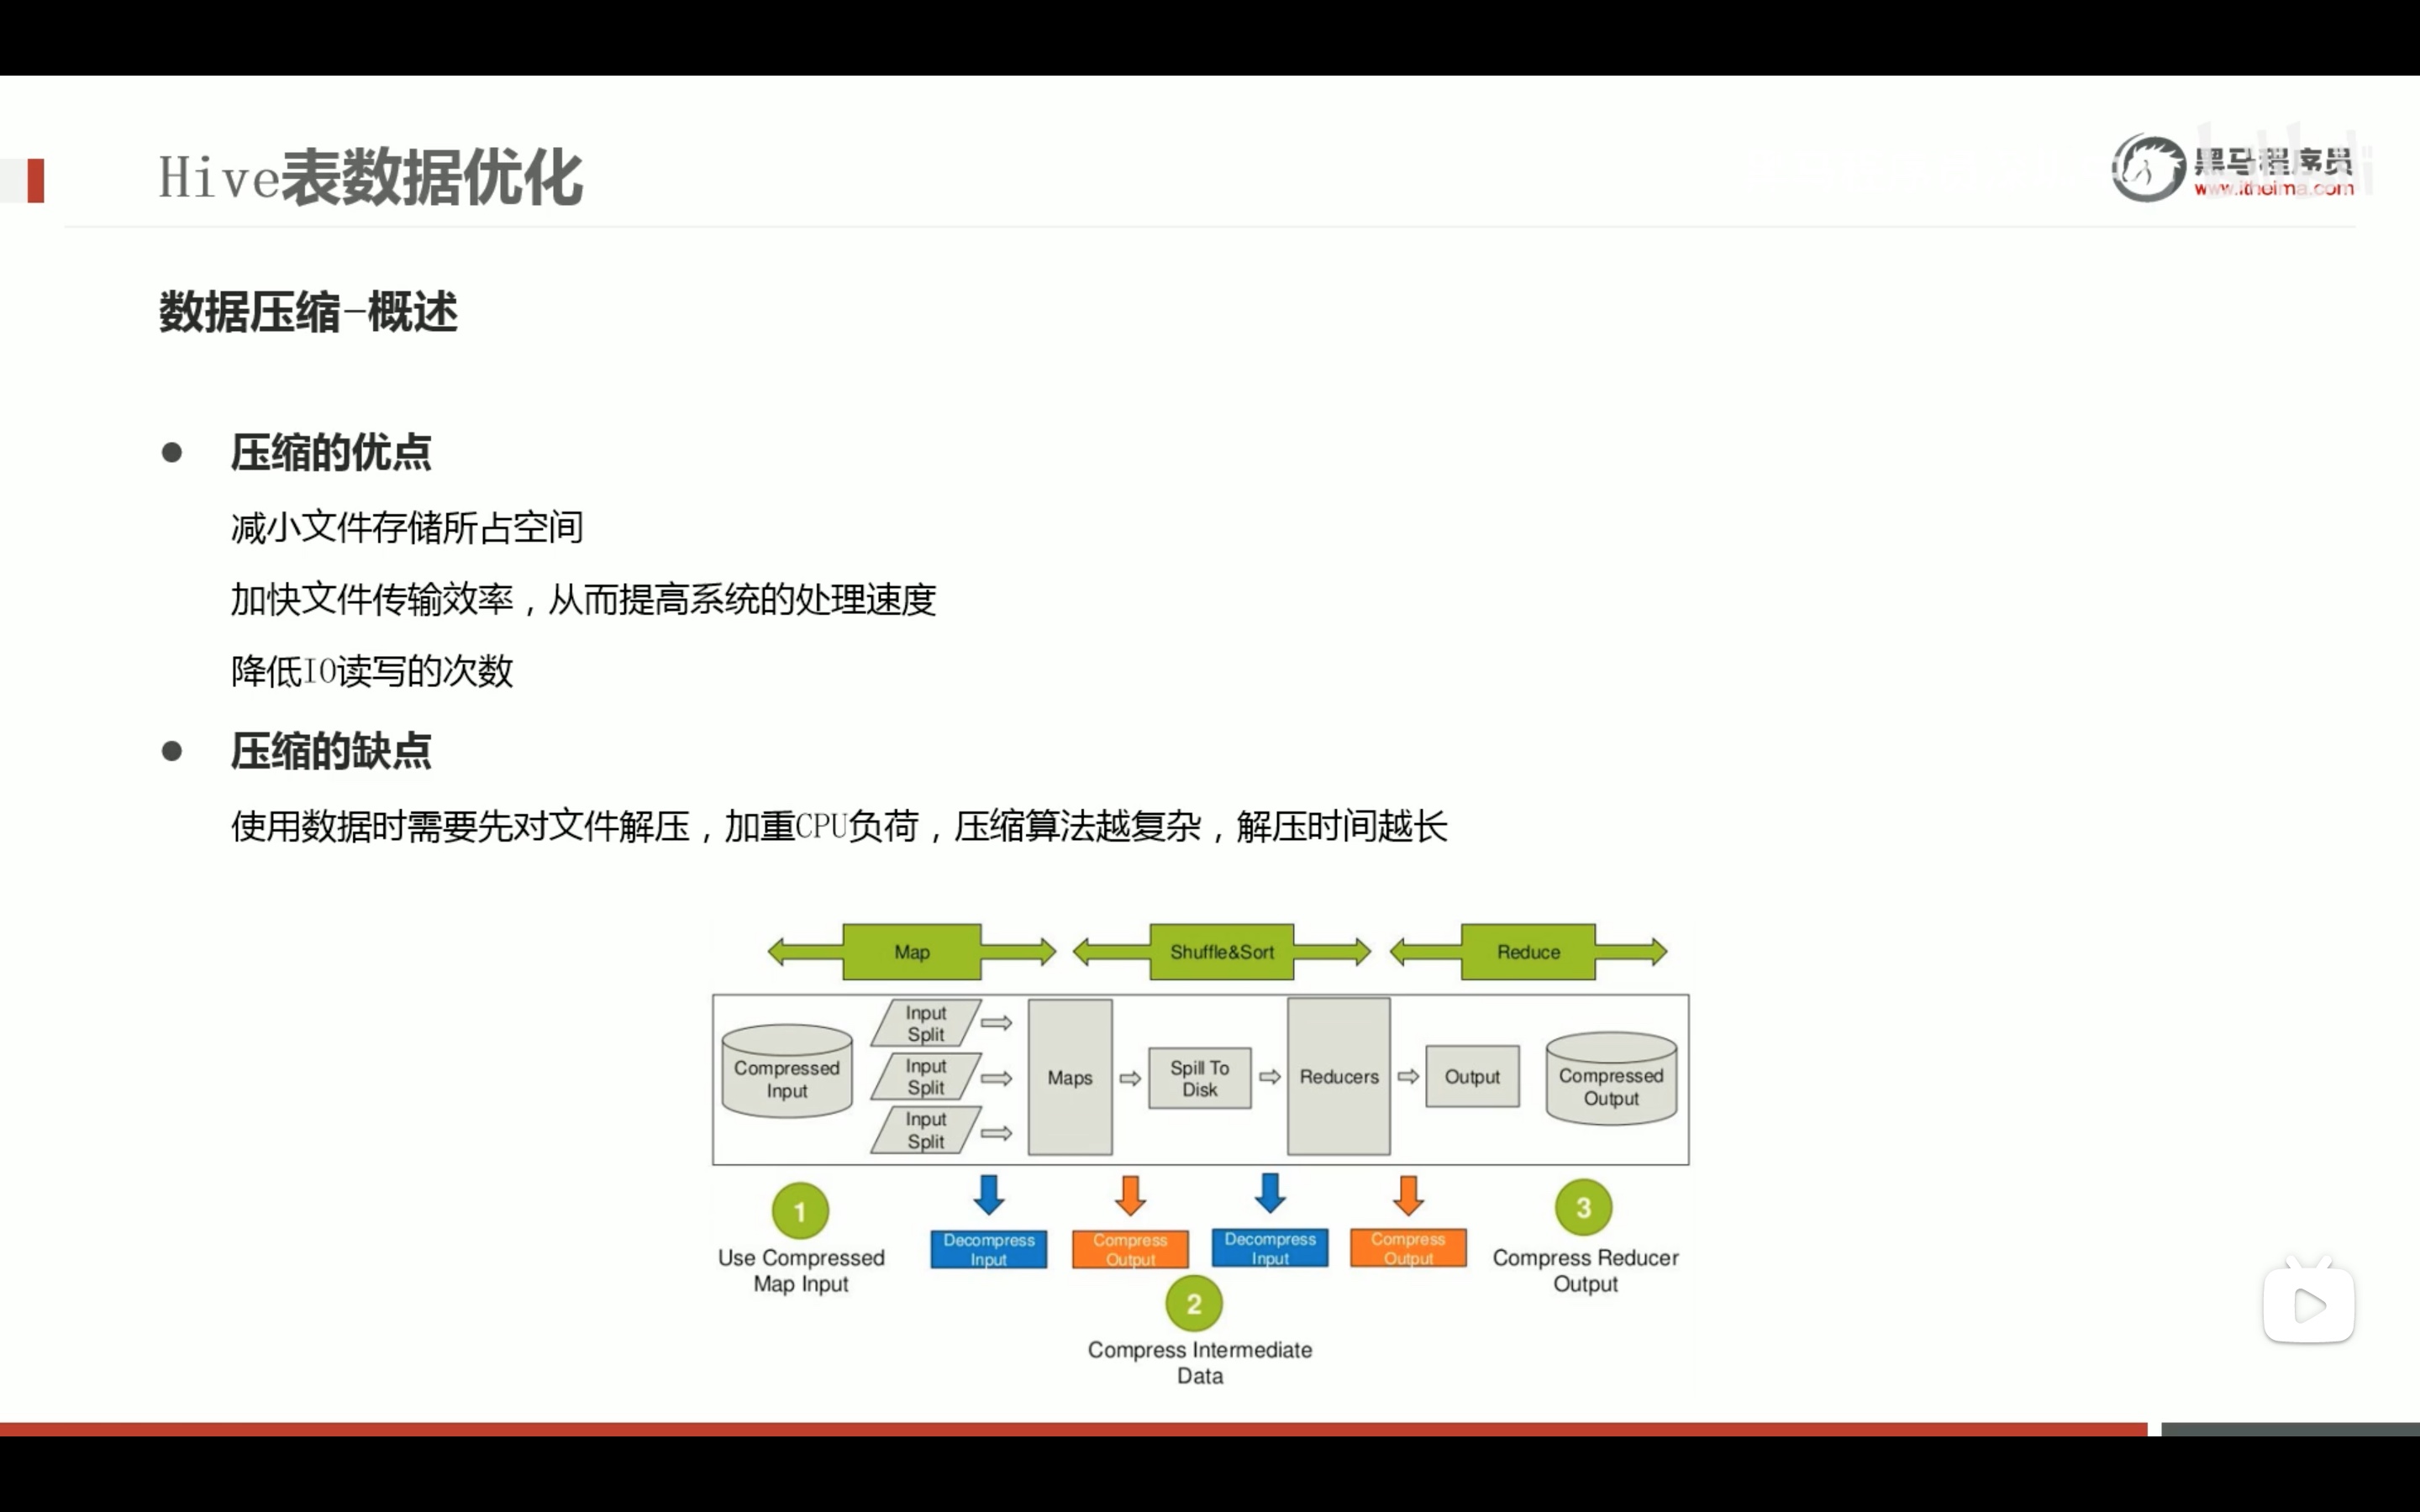 Hive表数据优化
黑马程序员
www.itheima.com
数据压缩-概述
● 压缩的优点
减小文件存储所占空间
加快文件传输效率，从而提高系统的处理速度
降低IO读写的次数
● 压缩的缺点
使用数据时需要先对文件解压，加重CPU负荷，压缩算法越复杂，解压时间越长
Map
Shuffle&Sort
Reduce
Compressed
Input
Input
Split
Input
Split
Input
Split
Maps
Spill To
Disk
Reducers
Output
Compressed
Output
1
Use Compressed
Map Input
Decompress
Input
Compress
Output
Decompress
Input
Compress
Output
2
Compress Intermediate
Data
3
Compress Reducer
Output